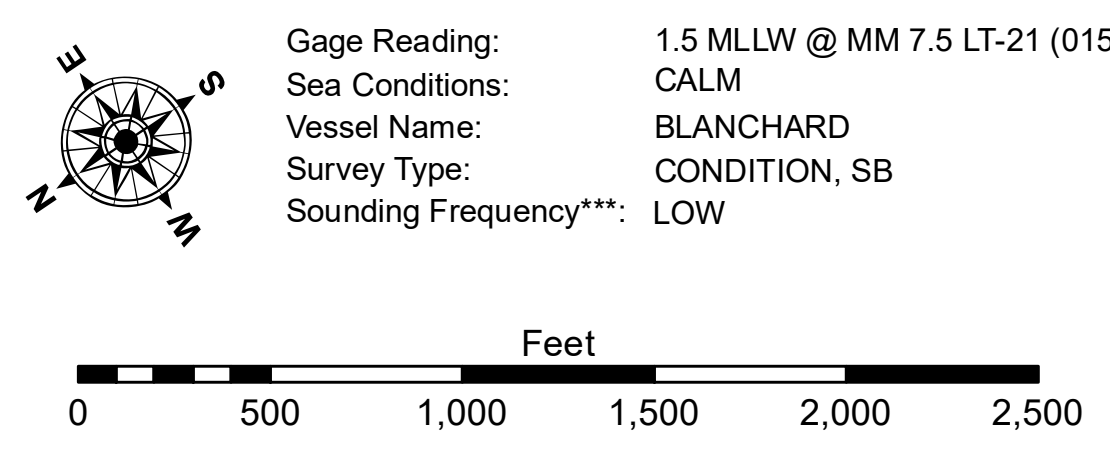 E
S
N
W
Gage Reading: 1.5 MLLW @ MM 7.5 LT-21 (015
Sea Conditions: CALM
Vessel Name: BLANCHARD
Survey Type: CONDITION, SB
Sounding Frequency***: LOW
Feet
0 500 1,000 1,500 2,000 2,500